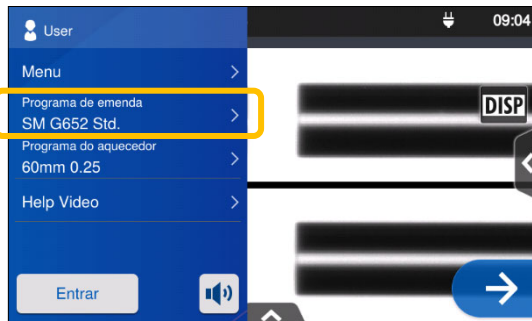 User
09:04
Menu
Programa de emenda
SM G652 Std.
DISP
Programa do aquecedor
60mm 0.25
Help Video
Entrar